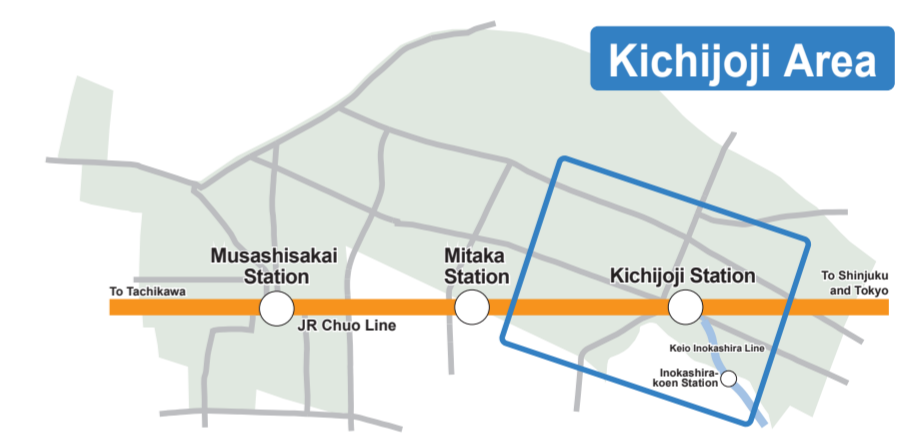 Kichijoji Area
Musashisakai
Station
Mitaka
Station
Kichijoji Station
To Shinjuku
and Tokyo
To Tachikawa
JR Chuo Line
Keio Inokashira Line
Inokashira-
koen Station